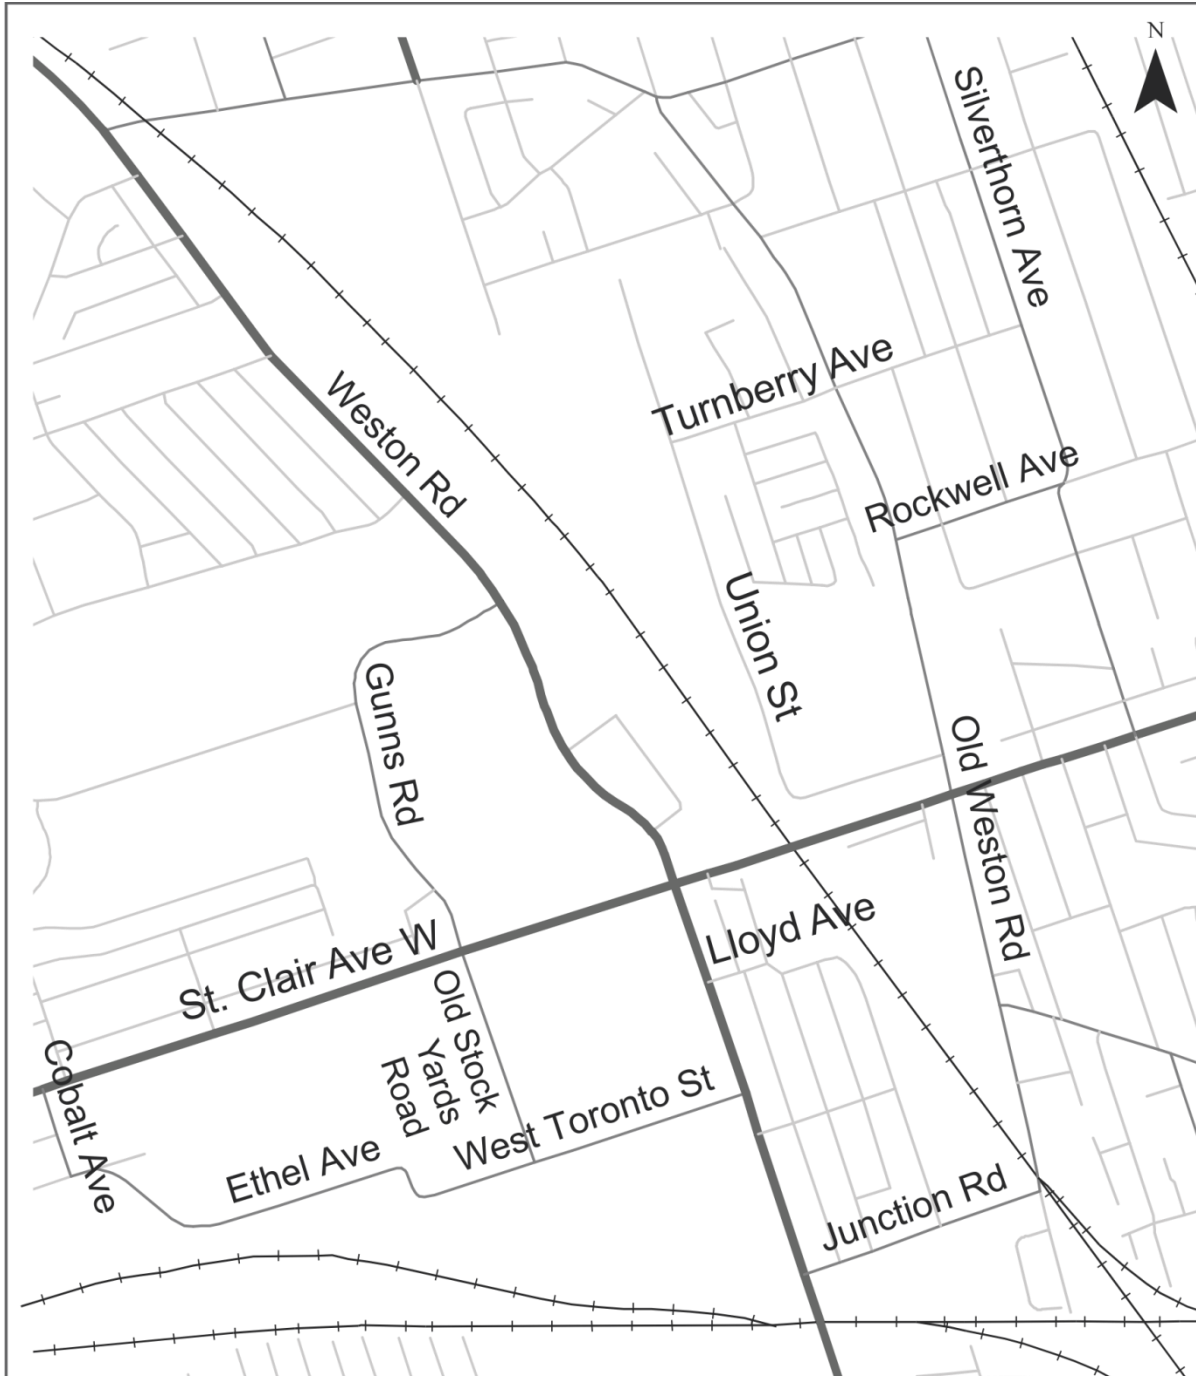 N
Silverthorn Ave
Turnberry Ave
Weston Rd
Rockwell Ave
Union St
Gunns Rd
Old Weston Rd
Lloyd Ave
St. Clair Ave W
Old Stock
Yards
Road
Cobalt Ave
West Toronto St
Ethel Ave
Junction Rd